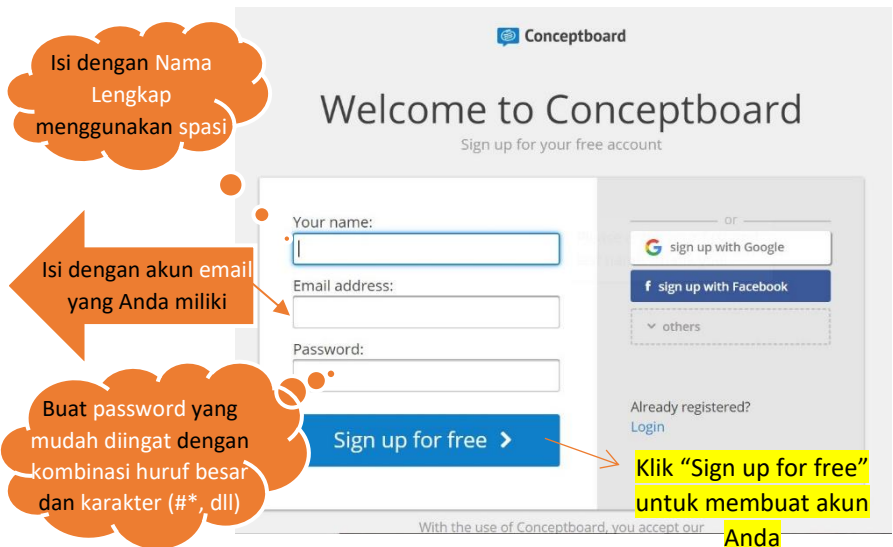 Conceptboard
Welcome to Conceptboard
Sign up for your free account
Isi dengan Nama
Lengkap
menggunakan spasi
Your name:
Isi dengan akun email
yang Anda miliki
Email address:
Password:
Buat password yang
mudah diingat dengan
kombinasi huruf besar
dan karakter (#*, dll)
Sign up for free
or
G sign up with Google
f sign up with Facebook
others
Already registered?
Login
Klik “Sign up for free”
untuk membuat akun
Anda
With the use of Conceptboard, you accept our